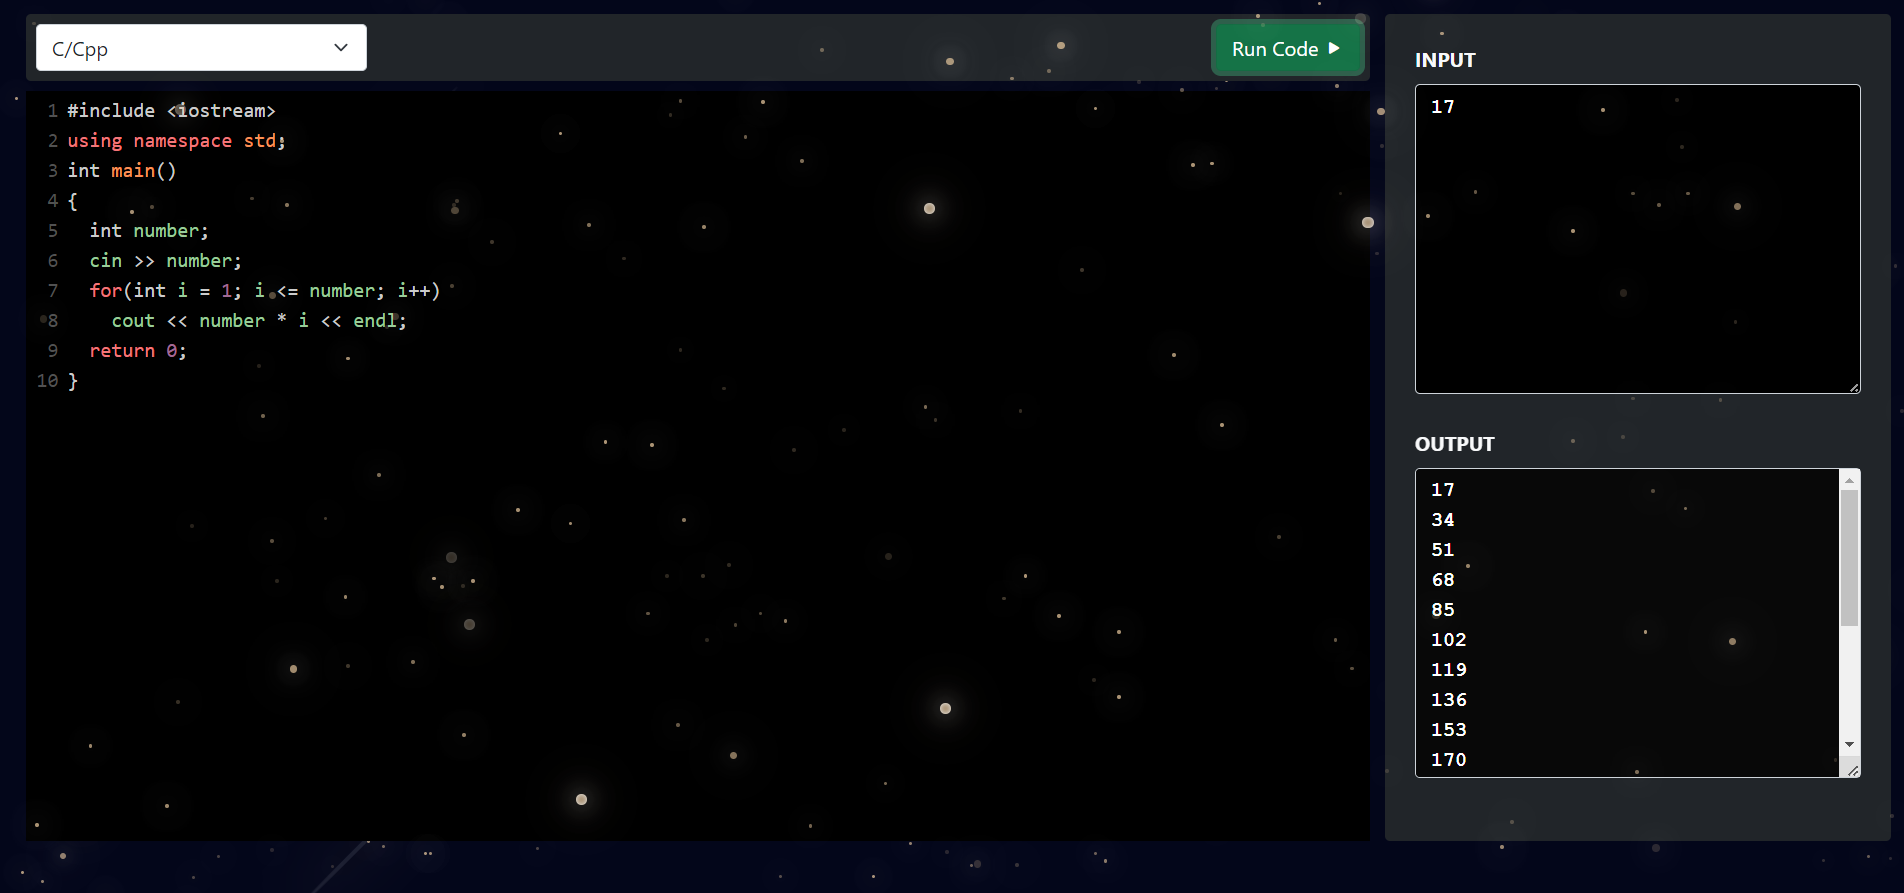 C/Cpp
Run Code
1 #include <iostream>
2 using namespace std;
3 int main()
4 {
5   int number;
6   cin >> number;
7   for(int i = 1; i <= number; i++)
8     cout << number * i << endl;
9   return 0;
10 }
INPUT
17
OUTPUT
17
34
51
68
85
102
119
136
153
170